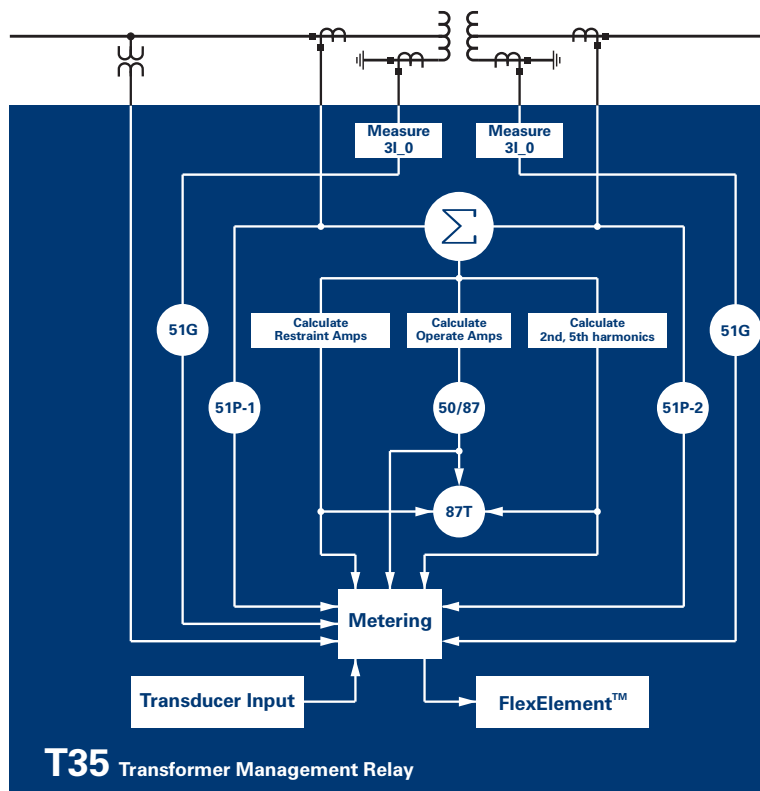 Measure
3I_0
Measure
3I_0
Σ
Calculate
Restraint Amps
Calculate
Operate Amps
Calculate
2nd, 5th harmonics
51G
51G
51P-1
50/87
51P-2
87T
Metering
Transducer Input
FlexElement™
T35 Transformer Management Relay